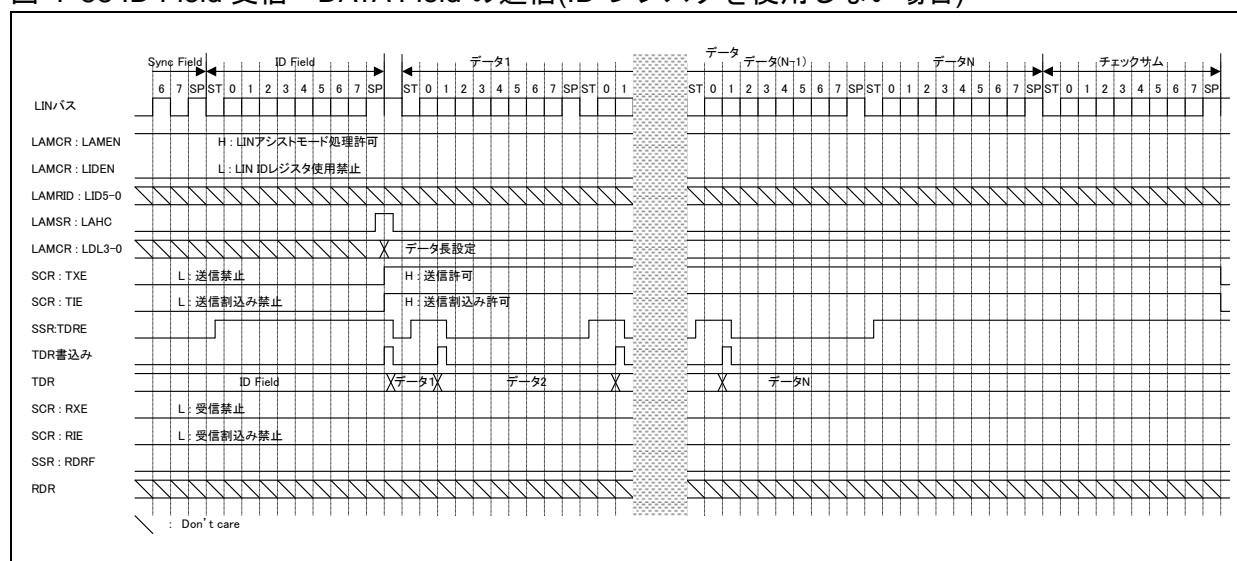 ID Field DATA Field
Sync Field ID Field データ1 データ データ(N-1) データN チェックサム
6 7 SP ST 0 1 2 3 4 5 6 7 SP ST 0 1 2 3 4 5 6 7 SP ST 0 1 ST 0 1 2 3 4 5 6 7 SP ST 0 1 2 3 4 5 6 7 SP ST 0 1 2 3 4 5 6 7 SP
LINバス
LAMCR : LAMEN H : LINアシストモード処理許可
LAMCR : LIDEN L : LIN IDレジスタ使用禁止
LAMRID : LID5-0
LAMSR : LAHC
LAMCR : LDL3-0 データ長設定
SCR : TXE L : 送信禁止 H : 送信許可
SCR : TIE L : 送信割込み禁止 H : 送信割込み許可
SSR:TDRE
TDR書込み
TDR ID Field データ1 データ2 データN
SCR : RXE L : 受信禁止
SCR : RIE L : 受信割込み禁止
SSR : RDRF
RDR
: Don't care